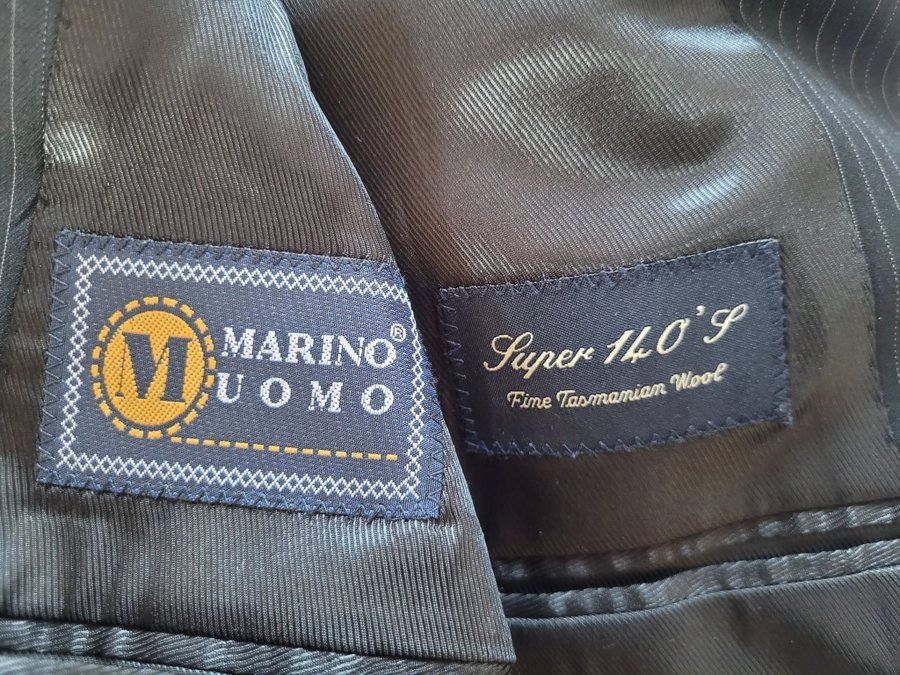 M
MARINO®
UOMO
Super 140'S
Fine Tasmanian Wool